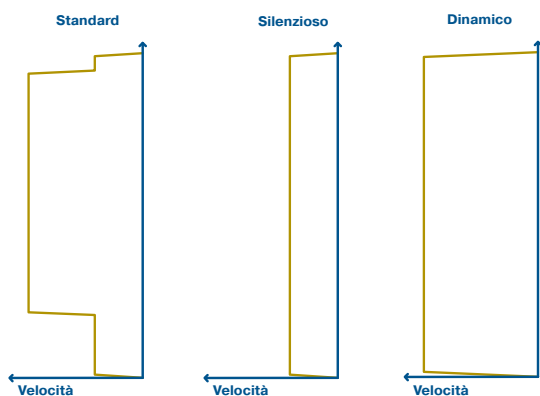 Standard
Silenzioso
Dinamico
Velocità
Velocità
Velocità